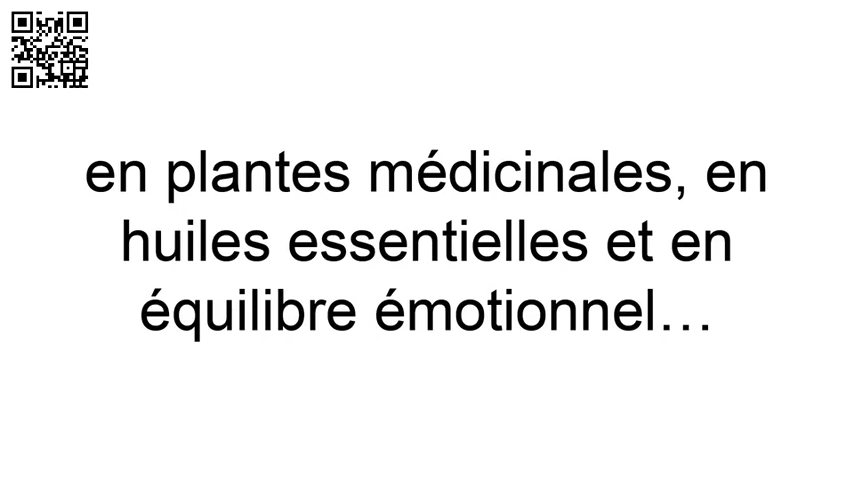 en plantes médicinales, en
huiles essentielles et en
équilibre émotionnel…